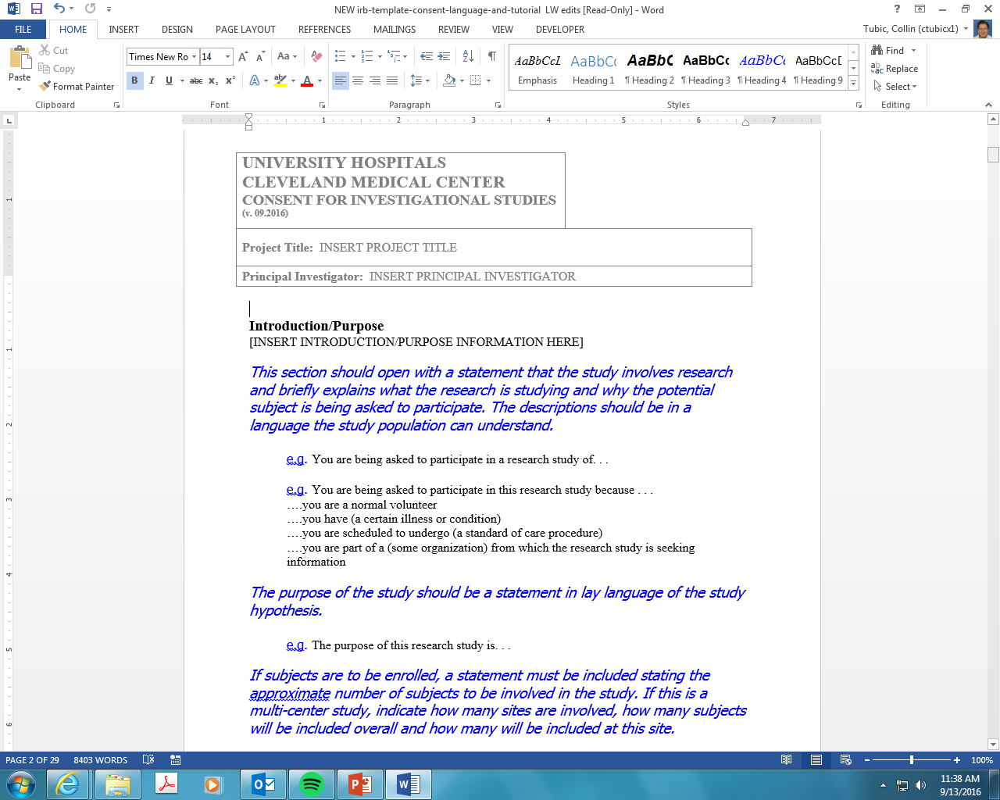 NEW irb-template-consent-language-and-tutorial  LW edits [Read-Only] - Word
FILE HOME INSERT DESIGN PAGE LAYOUT REFERENCES MAILINGS REVIEW VIEW DEVELOPER Tubic, Collin (ctubicx1)
Paste
Cut
Copy
Format Painter
Clipboard
Times New Ro 14
Font
Paragraph
AaBbCcL AaBbC AaBbC AaBbCc AaBbCc AaBbCcD
Emphasis Heading 1 ¶ Heading 2 ¶ Heading 3 ¶ Heading 4 ¶ Heading 9
Styles
Find
Replace
Select
Editing
1 2 3 4 5 6 7
UNIVERSITY HOSPITALS
CLEVELAND MEDICAL CENTER
CONSENT FOR INVESTIGATIONAL STUDIES
(v. 09.2016)
Project Title:  INSERT PROJECT TITLE
Principal Investigator:  INSERT PRINCIPAL INVESTIGATOR
Introduction/Purpose
[INSERT INTRODUCTION/PURPOSE INFORMATION HERE]
This section should open with a statement that the study involves research
and briefly explains what the research is studying and why the potential
subject is being asked to participate. The descriptions should be in a
language the study population can understand.
e.g. You are being asked to participate in a research study of. . .
e.g. You are being asked to participate in this research study because . . .
….you are a normal volunteer
….you have (a certain illness or condition)
….you are scheduled to undergo (a standard of care procedure)
….you are part of a (some organization) from which the research study is seeking
information
The purpose of the study should be a statement in lay language of the study
hypothesis.
e.g. The purpose of this research study is. . .
If subjects are to be enrolled, a statement must be included stating the
approximate number of subjects to be involved in the study. If this is a
multi-center study, indicate how many sites are involved, how many subjects
will be included overall and how many will be included at this site.
PAGE 2 OF 29 8403 WORDS 100%
11:38 AM
9/13/2016